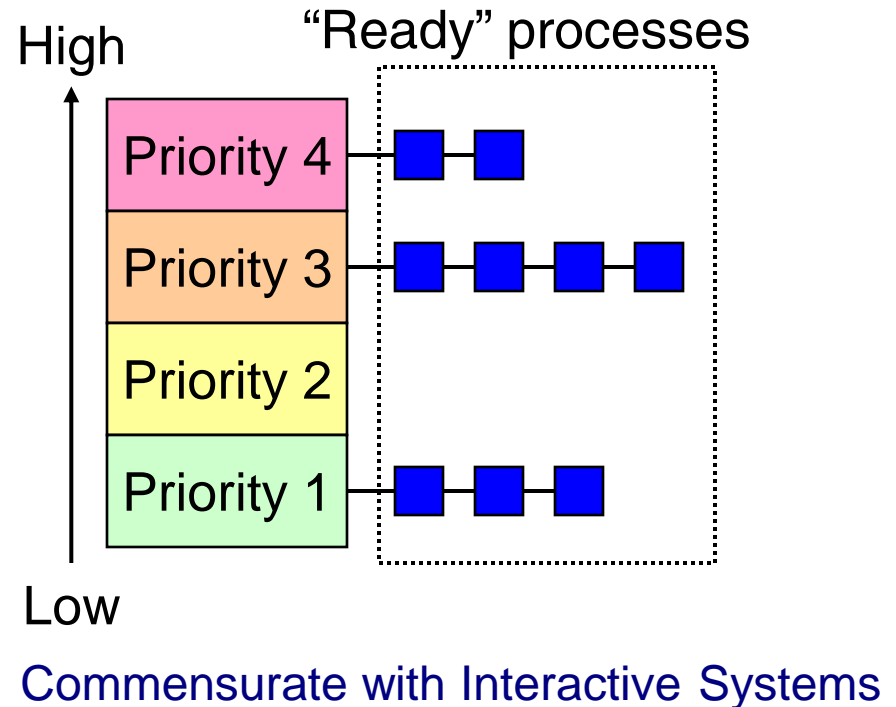 High
“Ready” processes
Priority 4
Priority 3
Priority 2
Priority 1
Low
Commensurate with Interactive Systems